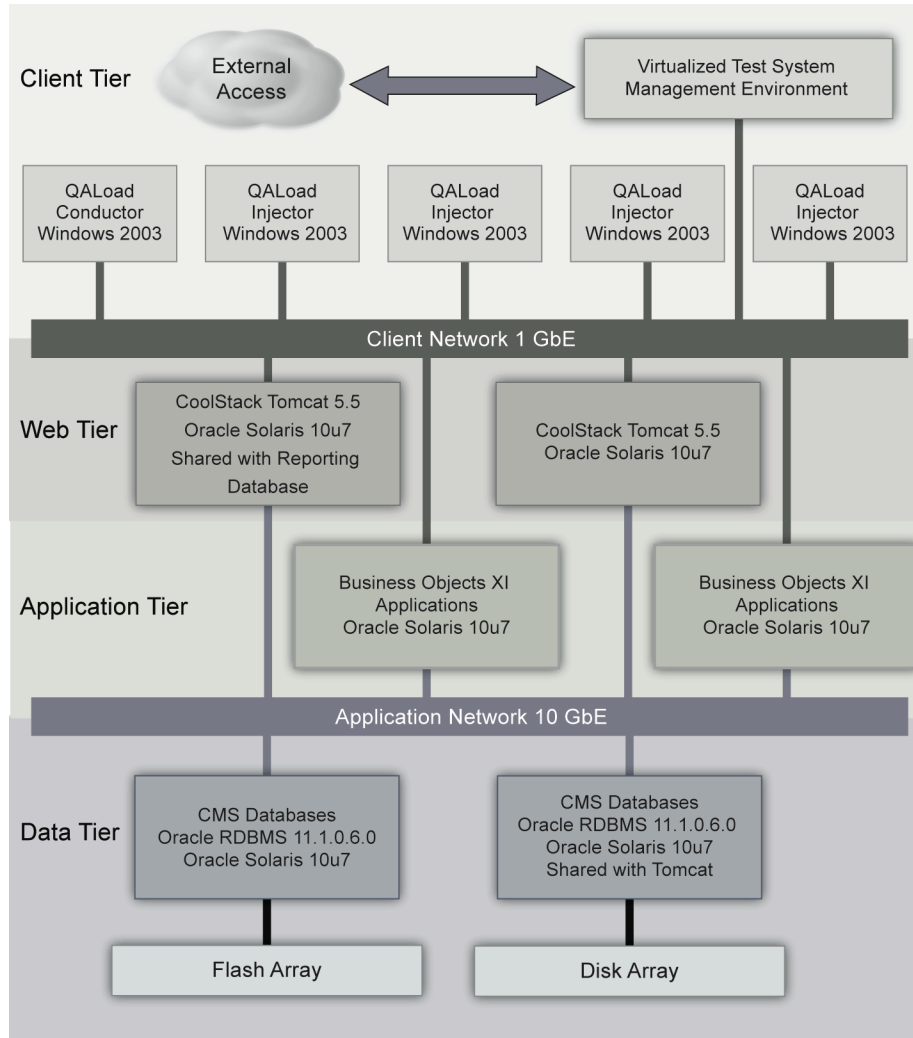 Client Tier
External
Access
Virtualized Test System
Management Environment
QALoad
Conductor
Windows 2003
QALoad
Injector
Windows 2003
QALoad
Injector
Windows 2003
QALoad
Injector
Windows 2003
QALoad
Injector
Windows 2003
Client Network 1 GbE
Web Tier
CoolStack Tomcat 5.5
Oracle Solaris 10u7
Shared with Reporting
Database
CoolStack Tomcat 5.5
Oracle Solaris 10u7
Application Tier
Business Objects XI
Applications
Oracle Solaris 10u7
Business Objects XI
Applications
Oracle Solaris 10u7
Application Network 10 GbE
Data Tier
CMS Databases
Oracle RDBMS 11.1.0.6.0
Oracle Solaris 10u7
CMS Databases
Oracle RDBMS 11.1.0.6.0
Oracle Solaris 10u7
Shared with Tomcat
Flash Array
Disk Array